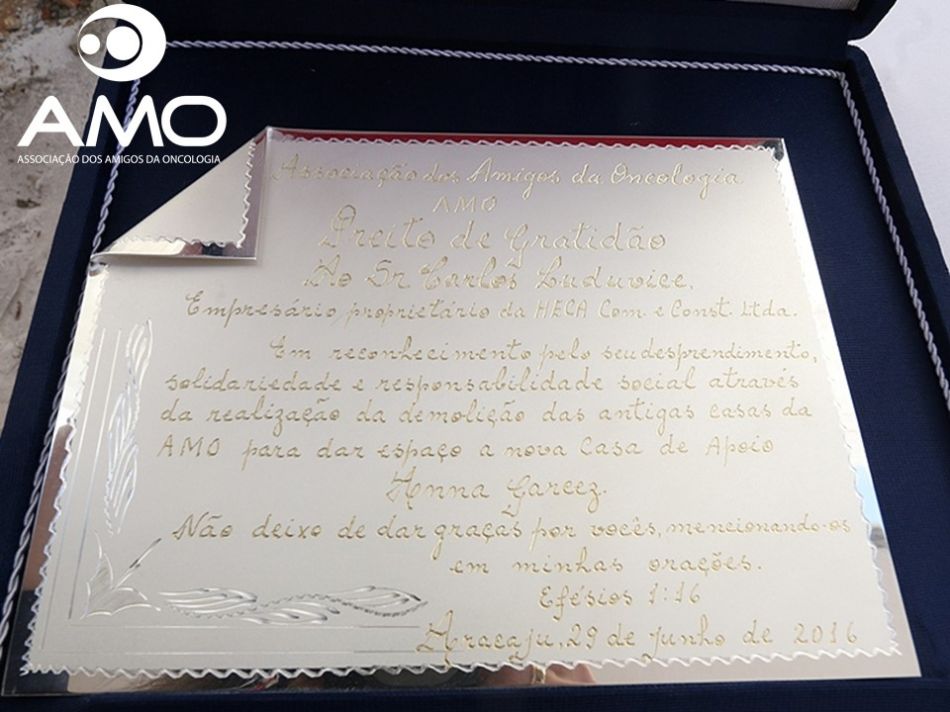 AMO
ASSOCIAÇÃO DOS AMIGOS DA ONCOLOGIA
Associação dos Amigos da Oncologia
AMO
Preito de Gratidão
Ao Sr Carlos Luduvice.
Empresário, proprietário da HECA Com. e Const. Ltda.
Em reconhecimento pelo seu desprendimento,
solidariedade e responsabilidade social através
da realização da demolição das antigas casas da
AMO para dar espaço a nova Casa de Apoio
Anna Garcez.
Não deixo de dar graças por vocês, mencionando-os
em minhas orações.
Efésios 1:16
Aracaju, 29 de junho de 2016